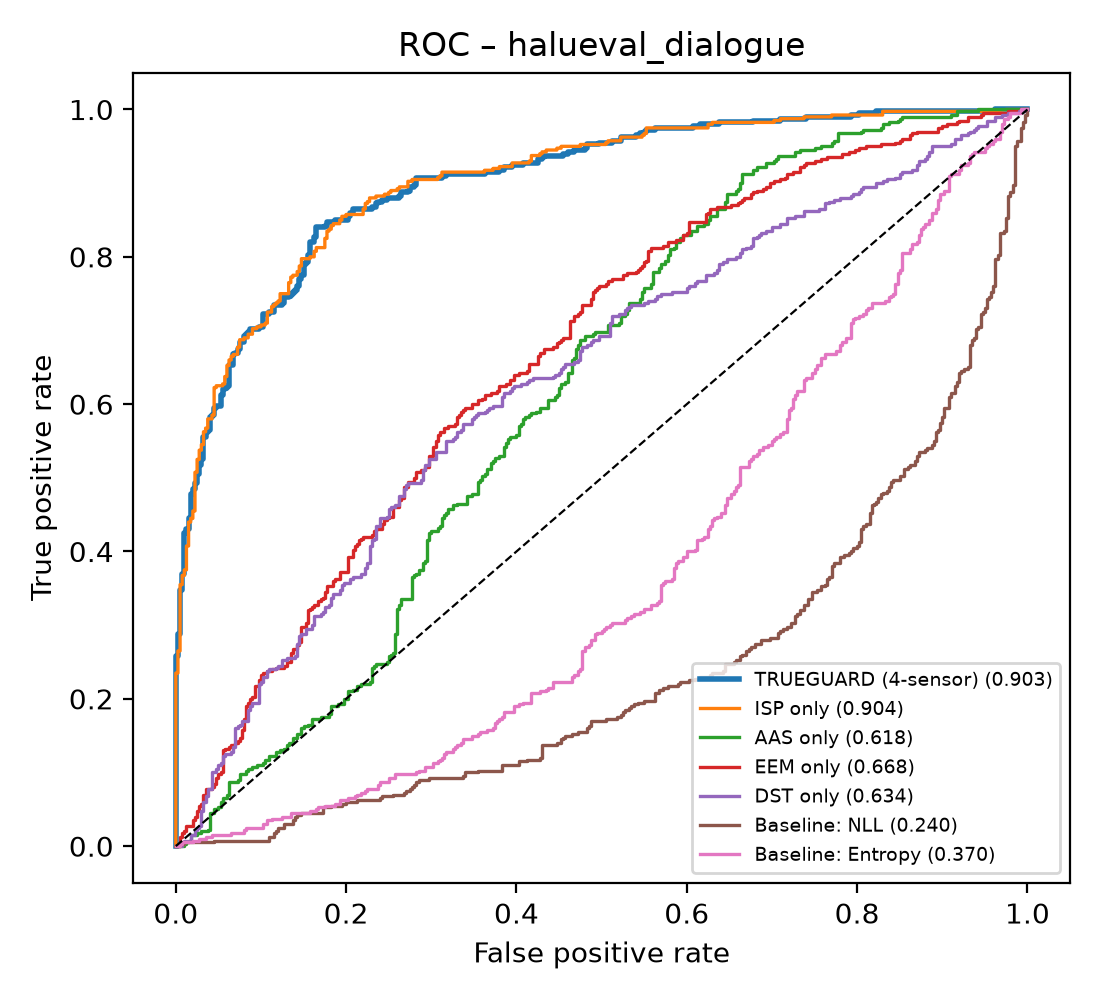 ROC – halueval_dialogue
True positive rate
1.0
0.8
0.6
0.4
0.2
0.0
0.0 0.2 0.4 0.6 0.8 1.0
False positive rate
TRUEGUARD (4-sensor) (0.903)
ISP only (0.904)
AAS only (0.618)
EEM only (0.668)
DST only (0.634)
Baseline: NLL (0.240)
Baseline: Entropy (0.370)